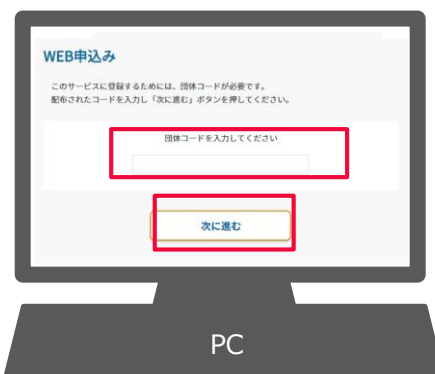 WEB申込み
このサービスに登録するためには、団体コードが必要です。
配布されたコードを入力し「次に進む」ボタンを押してください。
団体コードを入力してください
次に進む
PC